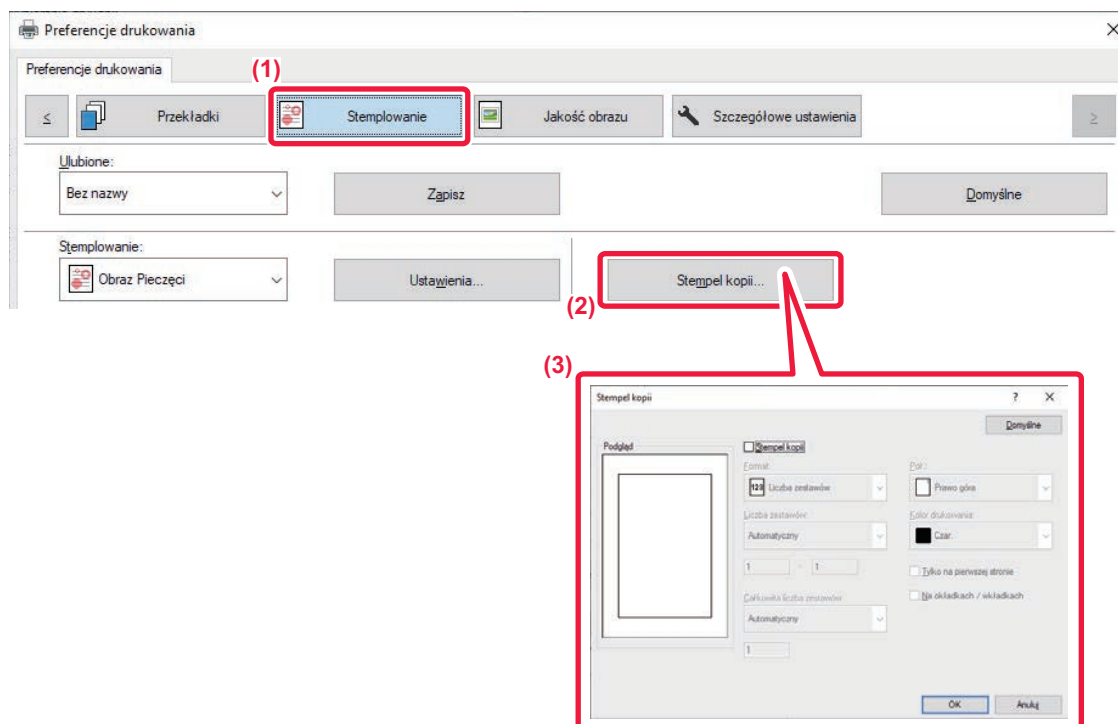 Preferencje drukowania
Preferencje drukowania
(1)
≤ Przekładki Stemplowanie Jakość obrazu Szczegółowe ustawienia ≥
Ulubione:
Bez nazwy Zapisz Domyślne
Stemplowanie:
Obraz Pieczęci Ustawienia... Stempel kopii...
(2)
(3)
Stempel kopii ? X
Domyślne
Podgląd Stempel kopii
Format: Poł.:
123 Liczba zestawów Prawo góra
Liczba zestawów: Kolor drukowania:
Automatyczny Czar.
1 - 1 Tylko na pierwszej stronie
Całkowita liczba zestawów: Na okładkach / wkładkach
Automatyczny
1
OK Anuluj